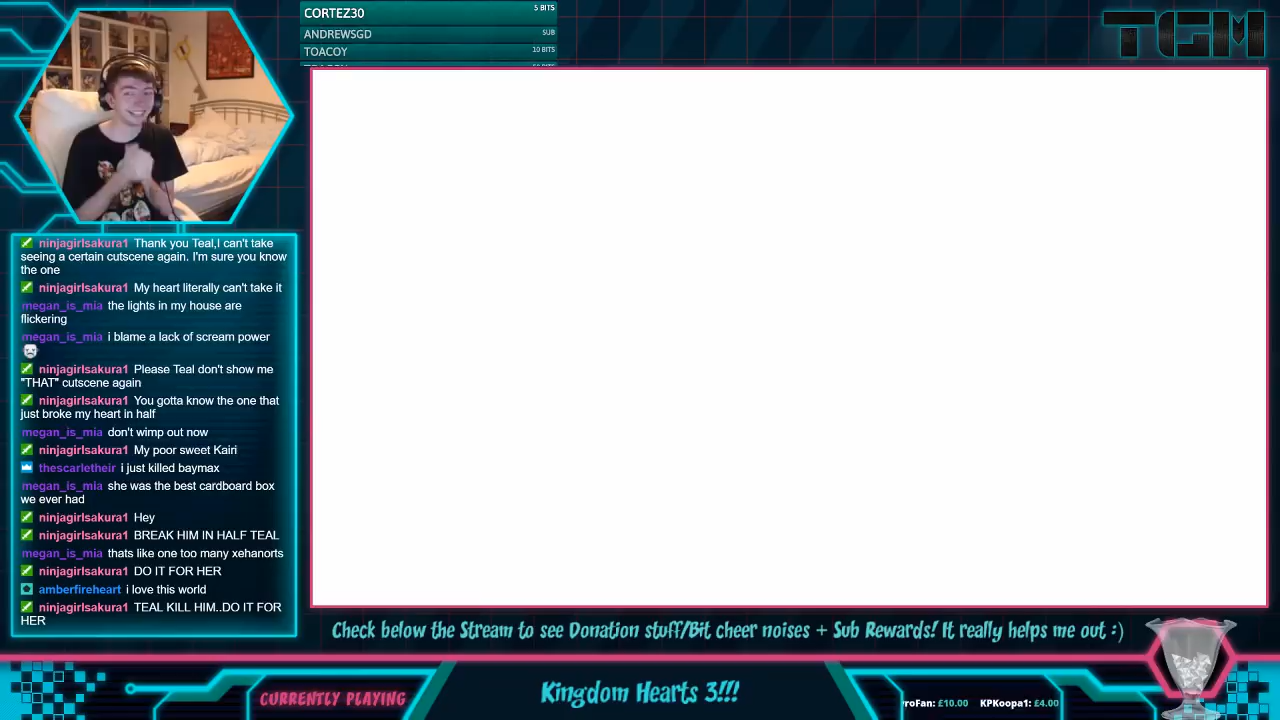 CORTEZ30 5 BITS
ANDREWSGD SUB
TOACOY 10 BITS
TGM
ninjagirlsakura1 Thank you Teal,I can't take
seeing a certain cutscene again. I'm sure you know
the one
ninjagirlsakura1 My heart literally can't take it
megan_is_mia the lights in my house are
flickering
megan_is_mia i blame a lack of scream power
ninjagirlsakura1 Please Teal don't show me
"THAT" cutscene again
ninjagirlsakura1 You gotta know the one that
just broke my heart in half
megan_is_mia don't wimp out now
ninjagirlsakura1 My poor sweet Kairi
thescarletheir i just killed baymax
megan_is_mia she was the best cardboard box
we ever had
ninjagirlsakura1 Hey
ninjagirlsakura1 BREAK HIM IN HALF TEAL
megan_is_mia thats like one too many xehanorts
ninjagirlsakura1 DO IT FOR HER
amberfireheart i love this world
ninjagirlsakura1 TEAL KILL HIM..DO IT FOR
HER
Check below the Stream to see Donation stuff/Bit cheer noises + Sub Rewards! It really helps me out :)
CURRENTLY PLAYING
Kingdom Hearts 3!!!
roFan: £10.00 KPKoopa1: £4.00